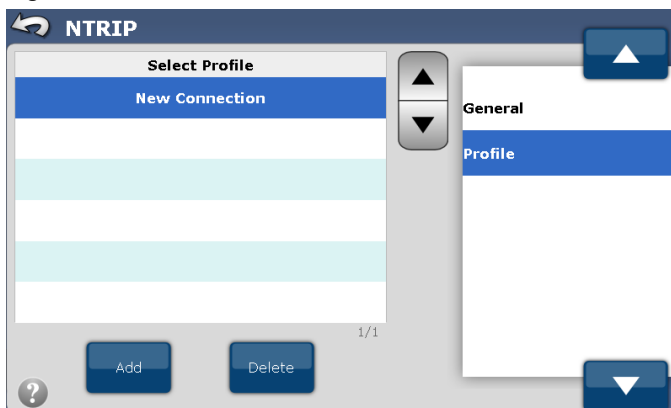 NTRIP
Select Profile
New Connection
1/1
Add
Delete
?
General
Profile